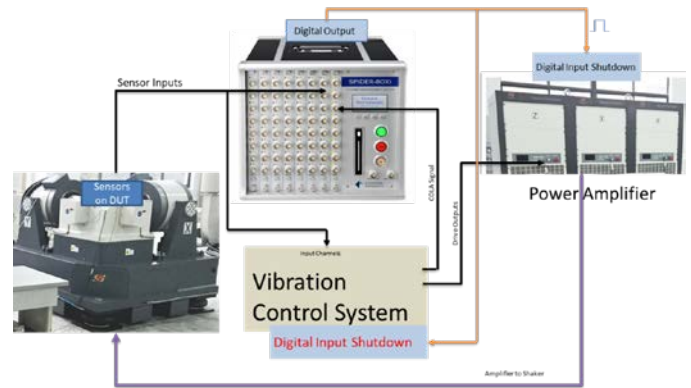 Digital Output
Digital Input Shutdown
SPIDER-80Xi
Sensor Inputs
Sensors
on DUT
COLA Signal
Drive Outputs
Power Amplifier
Input Channels
Vibration
Control System
Digital Input Shutdown
Amplifier to Shaker
Z
X
Y
X